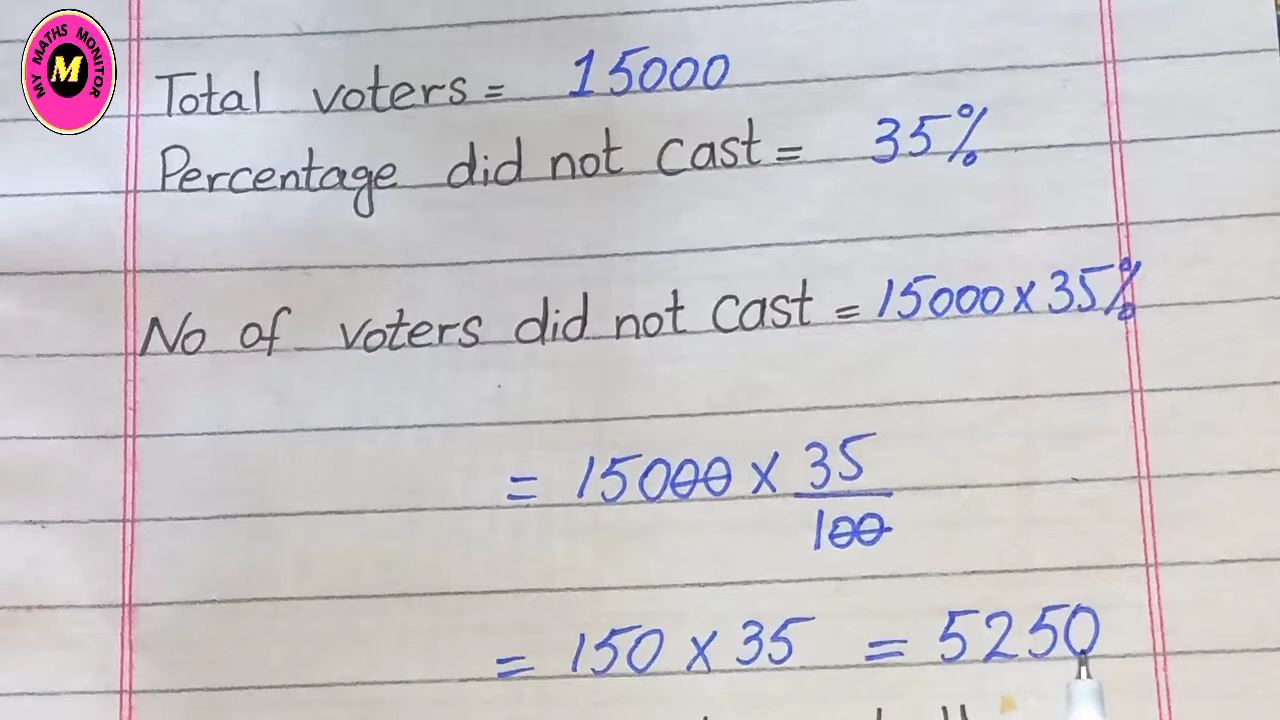 MY MATHS MONITOR
M
Total voters = 15000
Percentage did not cast = 35%
No of voters did not cast = 15000 x 35%
= 15000 x 35/100
= 150 x 35 = 5250